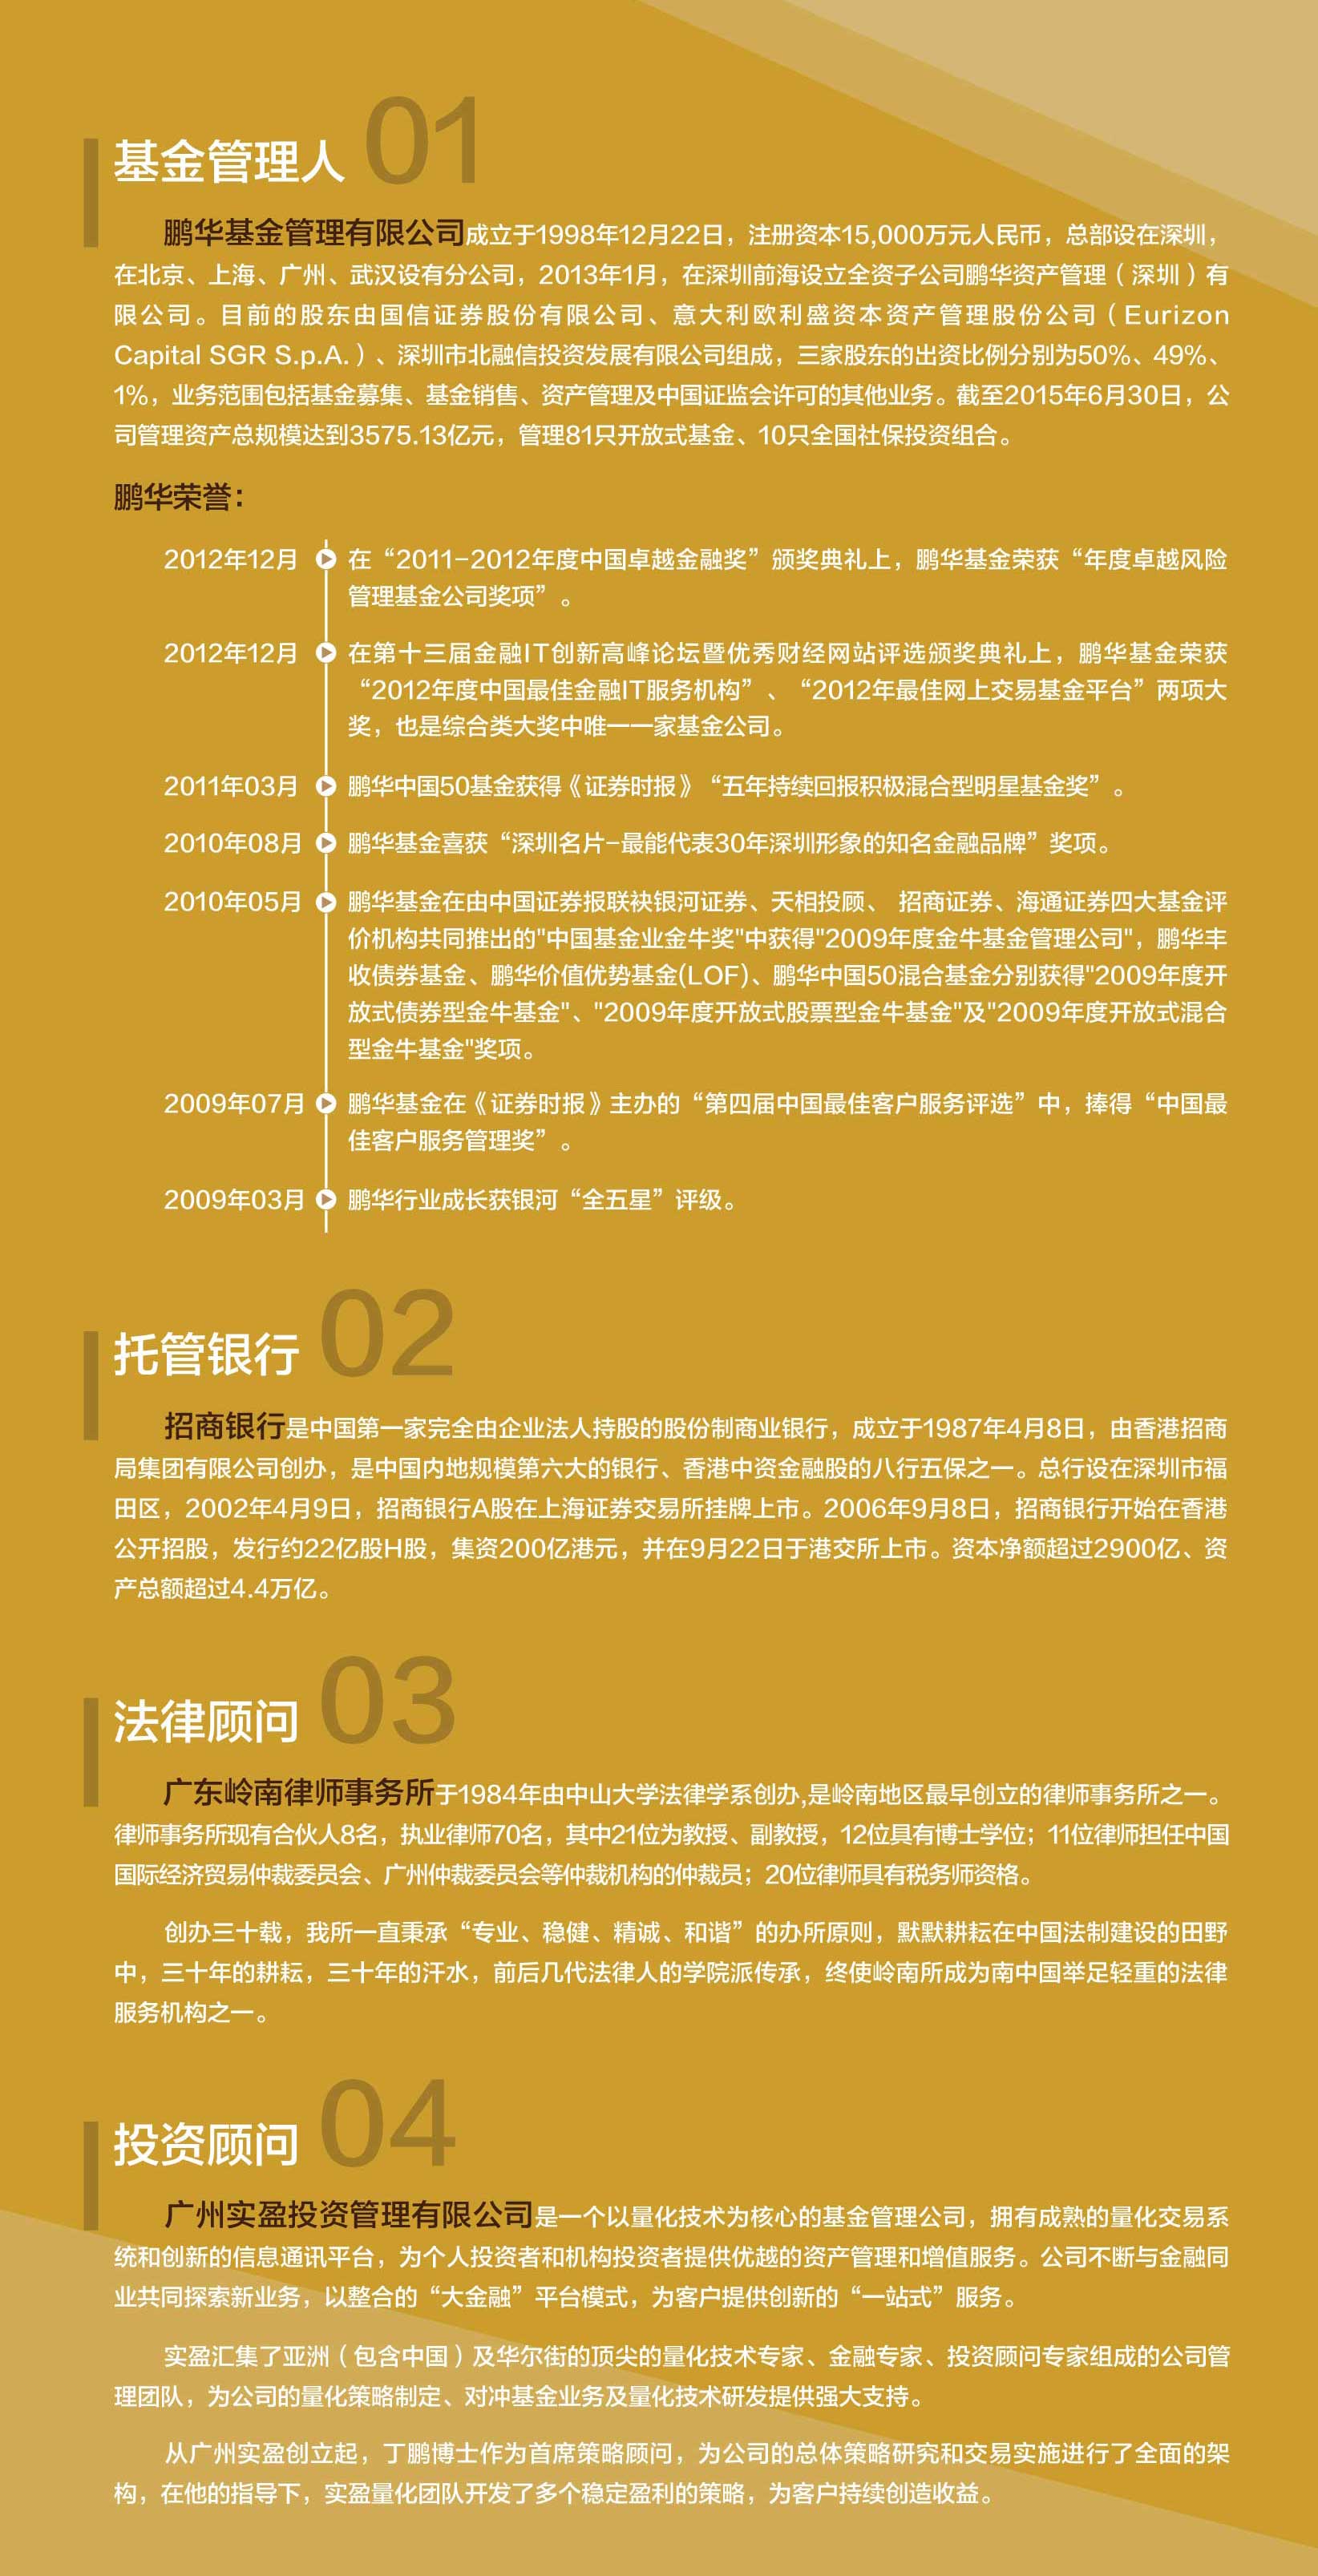 基金管理人 01
鹏华基金管理有限公司成立于1998年12月22日，注册资本15,000万元人民币，总部设在深圳，
在北京、上海、广州、武汉设有分公司，2013年1月，在深圳前海设立全资子公司鹏华资产管理（深圳）有
限公司。目前的股东由国信证券股份有限公司、意大利欧利盛资本资产管理股份公司（Eurizon
Capital SGR S.p.A.）、深圳市北融信投资发展有限公司组成，三家股东的出资比例分别为50%、49%、
1%，业务范围包括基金募集、基金销售、资产管理及中国证监会许可的其他业务。截至2015年6月30日，公
司管理资产总规模达到3575.13亿元，管理81只开放式基金、10只全国社保投资组合。
鹏华荣誉：
2012年12月 在“2011-2012年度中国卓越金融奖”颁奖典礼上，鹏华基金荣获“年度卓越风险
管理基金公司奖项”。
2012年12月 在第十三届金融IT创新高峰论坛暨优秀财经网站评选颁奖典礼上，鹏华基金荣获
“2012年度中国最佳金融IT服务机构”、“2012年最佳网上交易基金平台”两项大
奖，也是综合类大奖中唯一一家基金公司。
2011年03月 鹏华中国50基金获得《证券时报》“五年持续回报积极混合型明星基金奖”。
2010年08月 鹏华基金喜获“深圳名片-最能代表30年深圳形象的知名金融品牌”奖项。
2010年05月 鹏华基金在由中国证券报联袂银河证券、天相投顾、 招商证券、海通证券四大基金评
价机构共同推出的"中国基金业金牛奖"中获得"2009年度金牛基金管理公司"，鹏华丰
收债券基金、鹏华价值优势基金(LOF)、鹏华中国50混合基金分别获得"2009年度开
放式债券型金牛基金"、"2009年度开放式股票型金牛基金"及"2009年度开放式混合
型金牛基金"奖项。
2009年07月 鹏华基金在《证券时报》主办的“第四届中国最佳客户服务评选”中，捧得“中国最
佳客户服务管理奖”。
2009年03月 鹏华行业成长获银河“全五星”评级。
托管银行 02
招商银行是中国第一家完全由企业法人持股的股份制商业银行，成立于1987年4月8日，由香港招商
局集团有限公司创办，是中国内地规模第六大的银行、香港中资金融股的八行五保之一。总行设在深圳市福
田区，2002年4月9日，招商银行A股在上海证券交易所挂牌上市。2006年9月8日，招商银行开始在香港
公开招股，发行约22亿股H股，集资200亿港元，并在9月22日于港交所上市。资本净额超过2900亿、资
产总额超过4.4万亿。
法律顾问 03
广东岭南律师事务所于1984年由中山大学法律学系创办,是岭南地区最早创立的律师事务所之一。
律师事务所现有合伙人8名，执业律师70名，其中21位为教授、副教授，12位具有博士学位；11位律师担任中国
国际经济贸易仲裁委员会、广州仲裁委员会等仲裁机构的仲裁员；20位律师具有税务师资格。
创办三十载，我所一直秉承“专业、稳健、精诚、和谐”的办所原则，默默耕耘在中国法制建设的田野
中，三十年的耕耘，三十年的汗水，前后几代法律人的学院派传承，终使岭南所成为南中国举足轻重的法律
服务机构之一。
投资顾问 04
广州实盈投资管理有限公司是一个以量化技术为核心的基金管理公司，拥有成熟的量化交易系
统和创新的信息通讯平台，为个人投资者和机构投资者提供优越的资产管理和增值服务。公司不断与金融同
业共同探索新业务，以整合的“大金融”平台模式，为客户提供创新的“一站式”服务。
实盈汇集了亚洲（包含中国）及华尔街的顶尖的量化技术专家、金融专家、投资顾问专家组成的公司管
理团队，为公司的量化策略制定、对冲基金业务及量化技术研发提供强大支持。
从广州实盈创立起，丁鹏博士作为首席策略顾问，为公司的总体策略研究和交易实施进行了全面的架
构，在他的指导下，实盈量化团队开发了多个稳定盈利的策略，为客户持续创造收益。